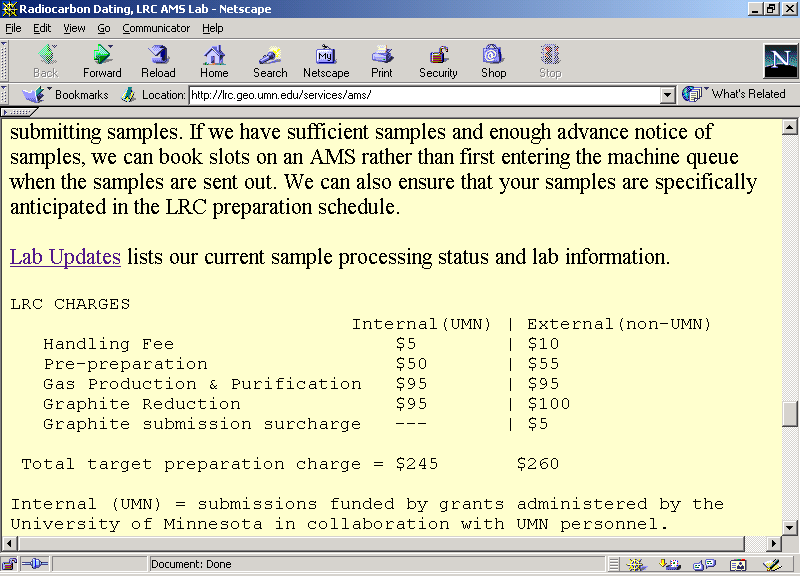 Radiocarbon Dating, LRC AMS Lab - Netscape
File Edit View Go Communicator Help
Back Forward Reload Home Search Netscape Print Security Shop Stop
My
N
Bookmarks Location: http://lrc.geo.umn.edu/services/ams/ What's Related
submitting samples. If we have sufficient samples and enough advance notice of
samples, we can book slots on an AMS rather than first entering the machine queue
when the samples are sent out. We can also ensure that your samples are specifically
anticipated in the LRC preparation schedule.
Lab Updates lists our current sample processing status and lab information.
LRC CHARGES
Internal(UMN) | External(non-UMN)
Handling Fee $5 | $10
Pre-preparation $50 | $55
Gas Production & Purification $95 | $95
Graphite Reduction $95 | $100
Graphite submission surcharge --- | $5
Total target preparation charge = $245 $260
Internal (UMN) = submissions funded by grants administered by the
University of Minnesota in collaboration with UMN personnel.
Document: Done